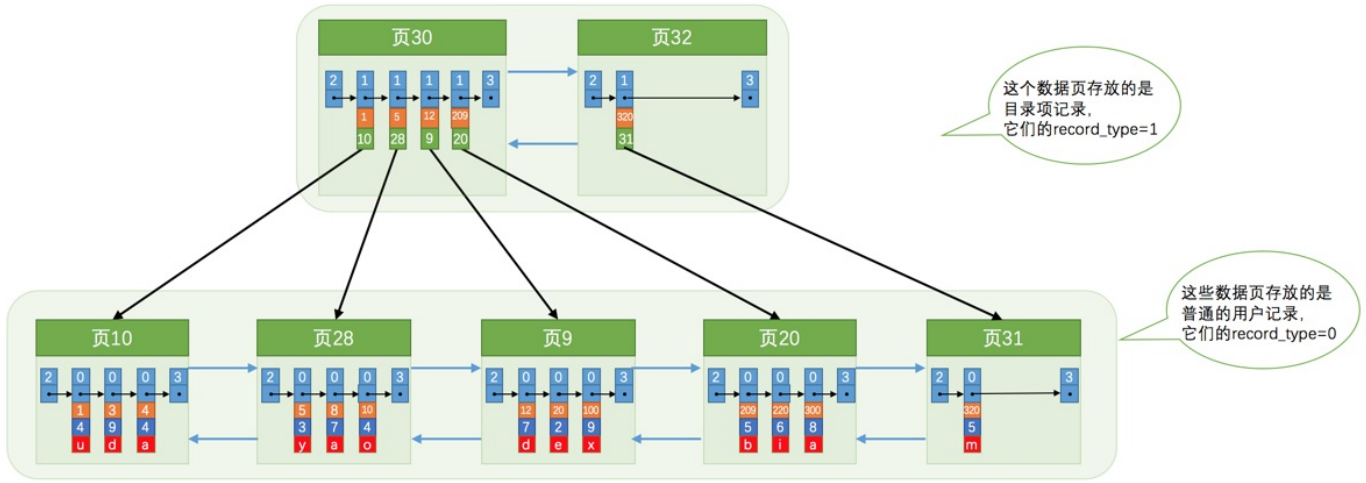 页30
页32
2 1 1 1 1 3
1 5 12 209
10 28 9 20
2 1 3
320
31
这个数据页存放的是
目录项记录,
它们的record_type=1
这些数据页存放的是
普通的用户记录,
它们的record_type=0
页10
2 0 0 0 3
1 3 4
4 9 4
u d a
页28
2 0 0 0 3
5 8 10
3 7 4
y a o
页9
2 0 0 0 3
12 20 100
7 2 9
d e x
页20
2 0 0 0 3
209 220 300
5 6 8
b i a
页31
2 0 3
320
5
m